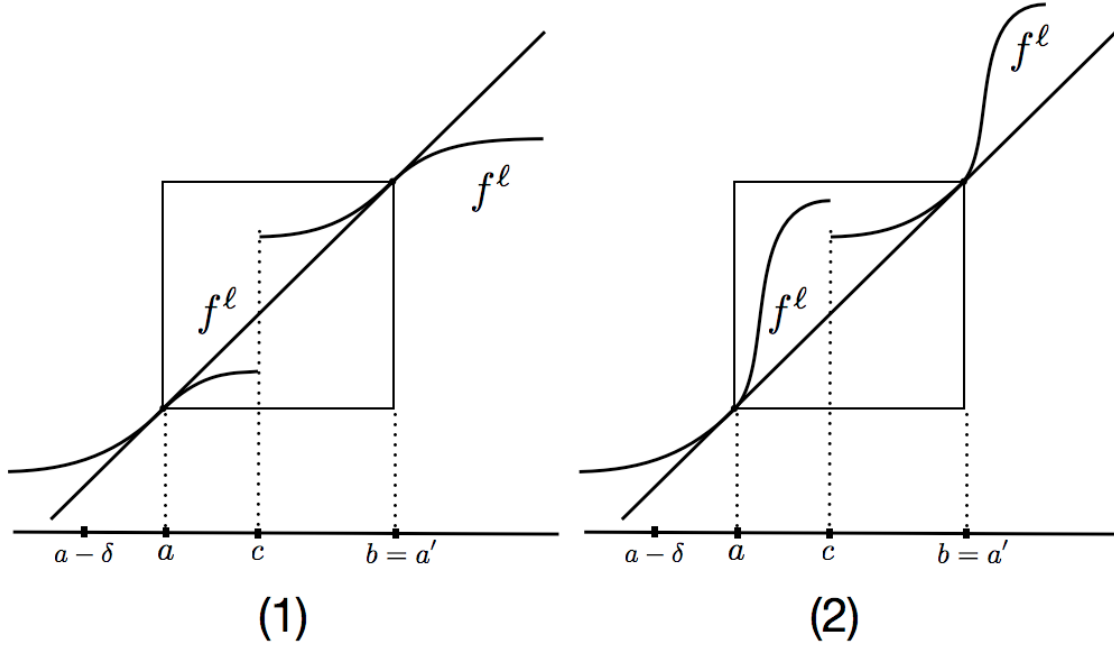 f^ℓ
f^ℓ
a − δ a c b = a′
(1)
f^ℓ
f^ℓ
a − δ a c b = a′
(2)